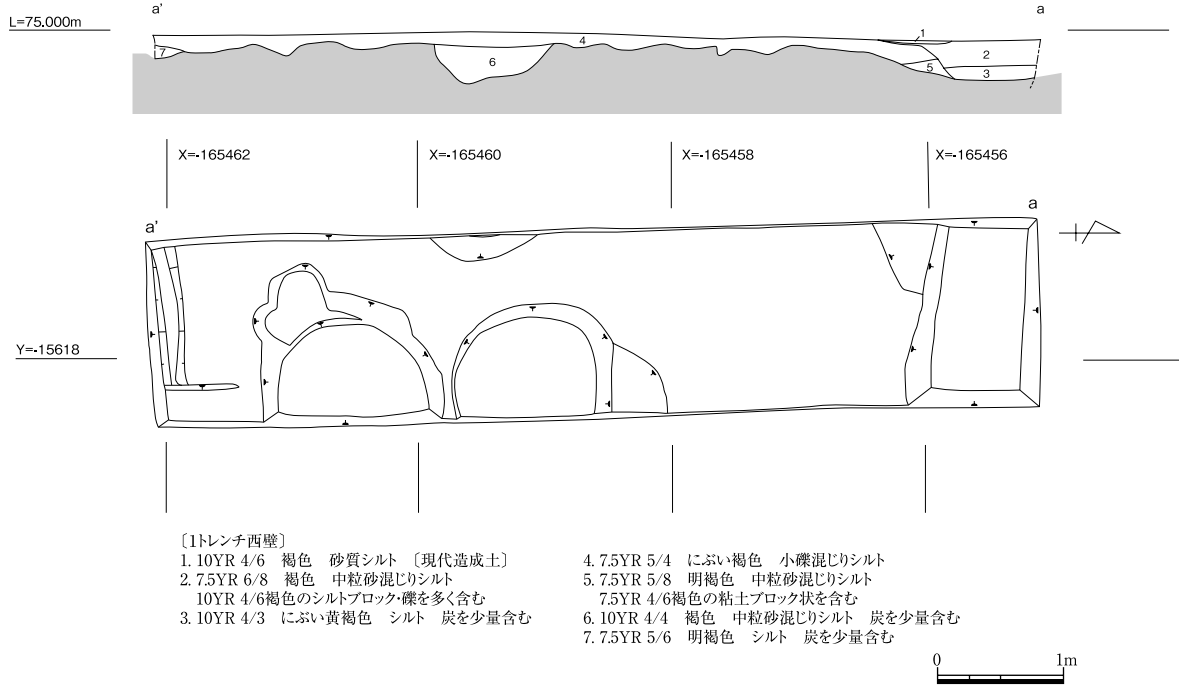 a'
a
L=75.000m
1
4
7
2
6
5
3
X=-165462
X=-165460
X=-165458
X=-165456
a'
a
Y=-15618
〔1トレンチ西壁〕
1. 10YR 4/6 褐色 砂質シルト 〔現代造成土〕
2. 7.5YR 6/8 褐色 中粒砂混じりシルト
10YR 4/6褐色のシルトブロック・礫を多く含む
3. 10YR 4/3 にぶい黄褐色 シルト 炭を少量含む
4. 7.5YR 5/4 にぶい褐色 小礫混じりシルト
5. 7.5YR 5/8 明褐色 中粒砂混じりシルト
7.5YR 4/6褐色の粘土ブロック状を含む
6. 10YR 4/4 褐色 中粒砂混じりシルト 炭を少量含む
7. 7.5YR 5/6 明褐色 シルト 炭を少量含む
0 1m